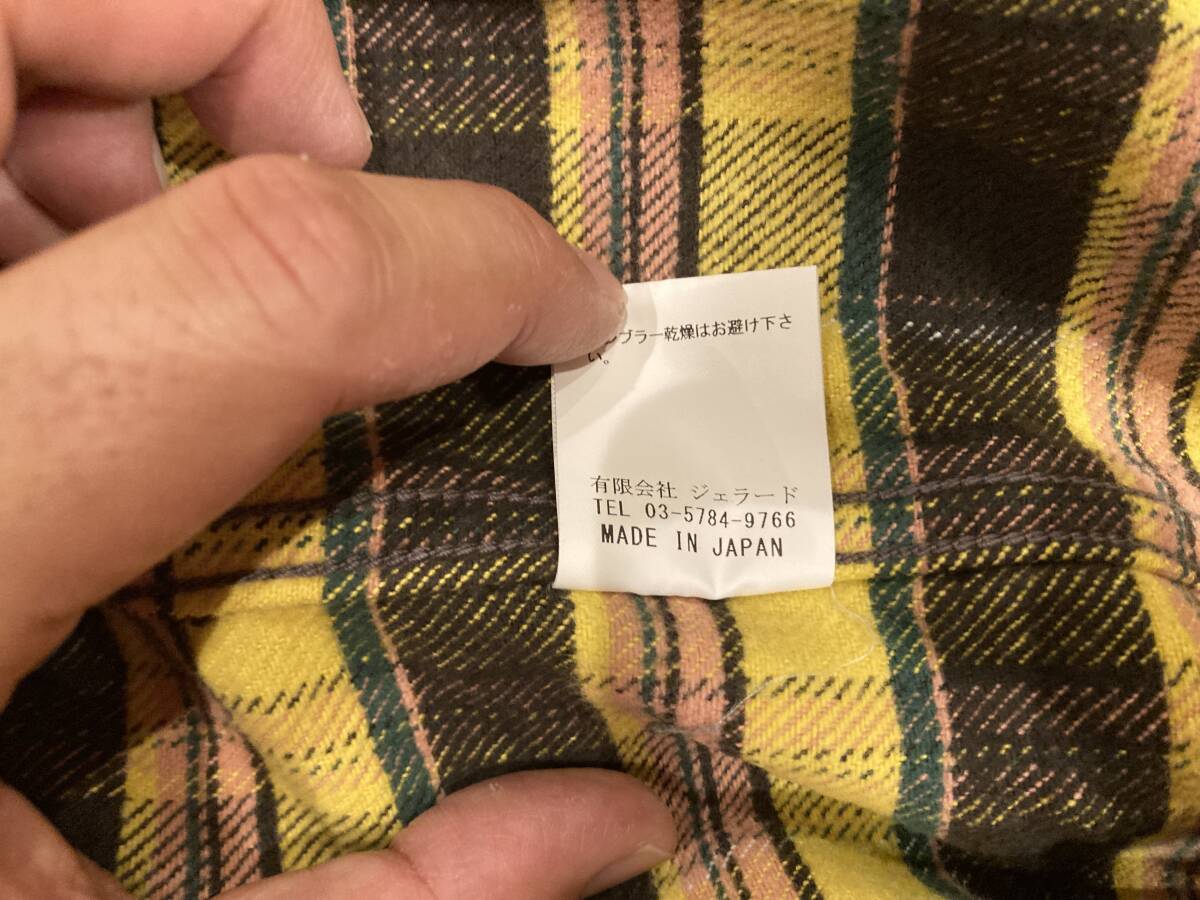 ブラー乾燥はお避け下さ
い。
有限会社 ジェラード
TEL 03-5784-9766
MADE IN JAPAN